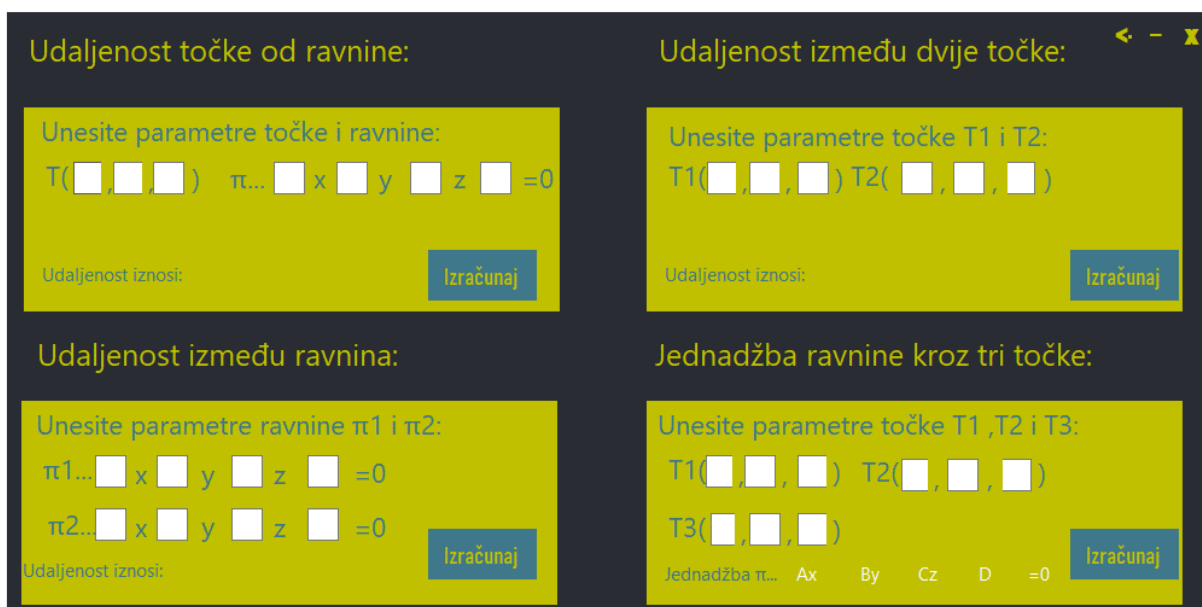 Udaljenost točke od ravnine:
Unesite parametre točke i ravnine:
T( , , ) π... x y z =0
Udaljenost iznosi:
Izračunaj
Udaljenost između dvije točke:
< - x
Unesite parametre točke T1 i T2:
T1( , , ) T2( , , )
Udaljenost iznosi:
Izračunaj
Udaljenost između ravnina:
Unesite parametre ravnine π1 i π2:
π1... x y z =0
π2... x y z =0
Udaljenost iznosi:
Izračunaj
Jednadžba ravnine kroz tri točke:
Unesite parametre točke T1 ,T2 i T3:
T1( , , ) T2( , , )
T3( , , )
Jednadžba π... Ax By Cz D =0
Izračunaj